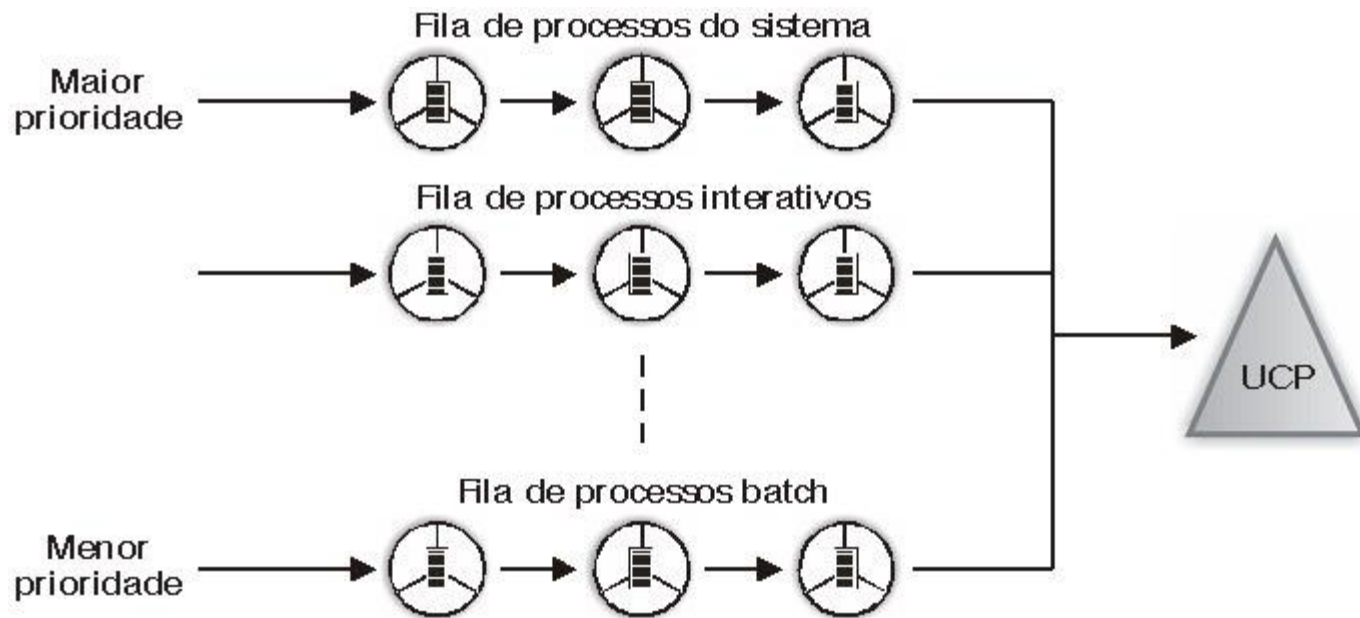 Fila de processos do sistema
Maior
prioridade
Fila de processos interativos
UCP
Fila de processos batch
Menor
prioridade